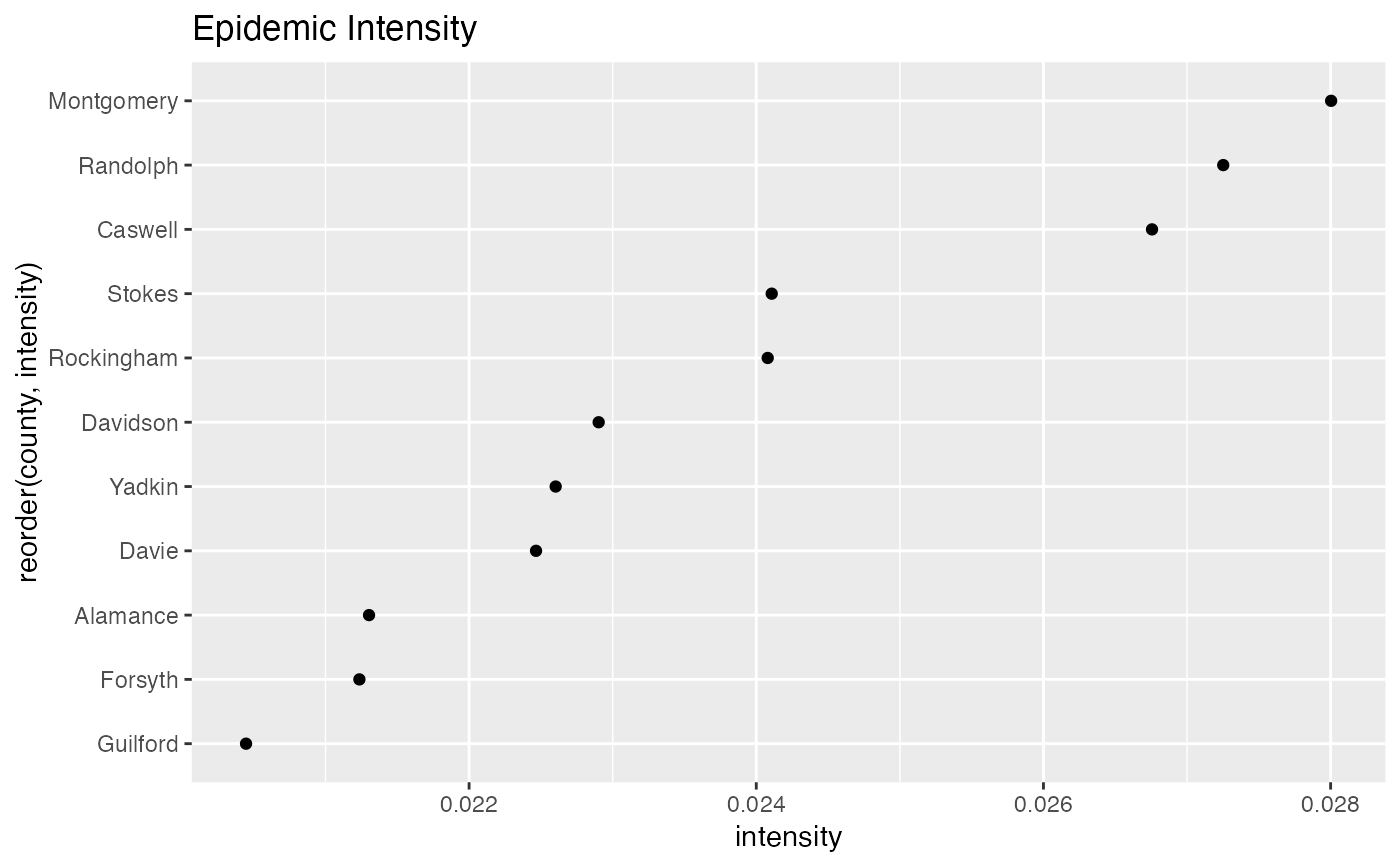 Epidemic Intensity
reorder(county, intensity)
Montgomery
Randolph
Caswell
Stokes
Rockingham
Davidson
Yadkin
Davie
Alamance
Forsyth
Guilford
0.022 0.024 0.026 0.028
intensity